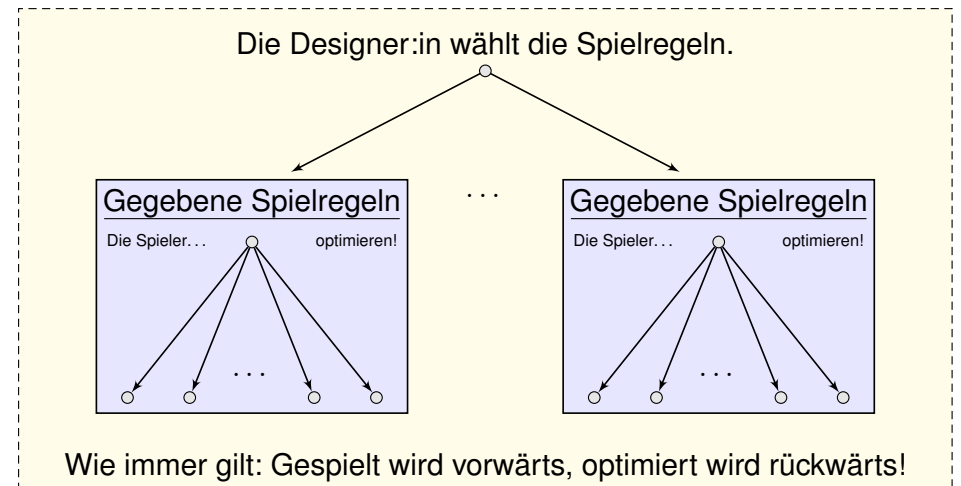 Die Designer:in wählt die Spielregeln.
Gegebene Spielregeln
Die Spieler... optimieren!
...
...
Gegebene Spielregeln
Die Spieler... optimieren!
...
Wie immer gilt: Gespielt wird vorwärts, optimiert wird rückwärts!